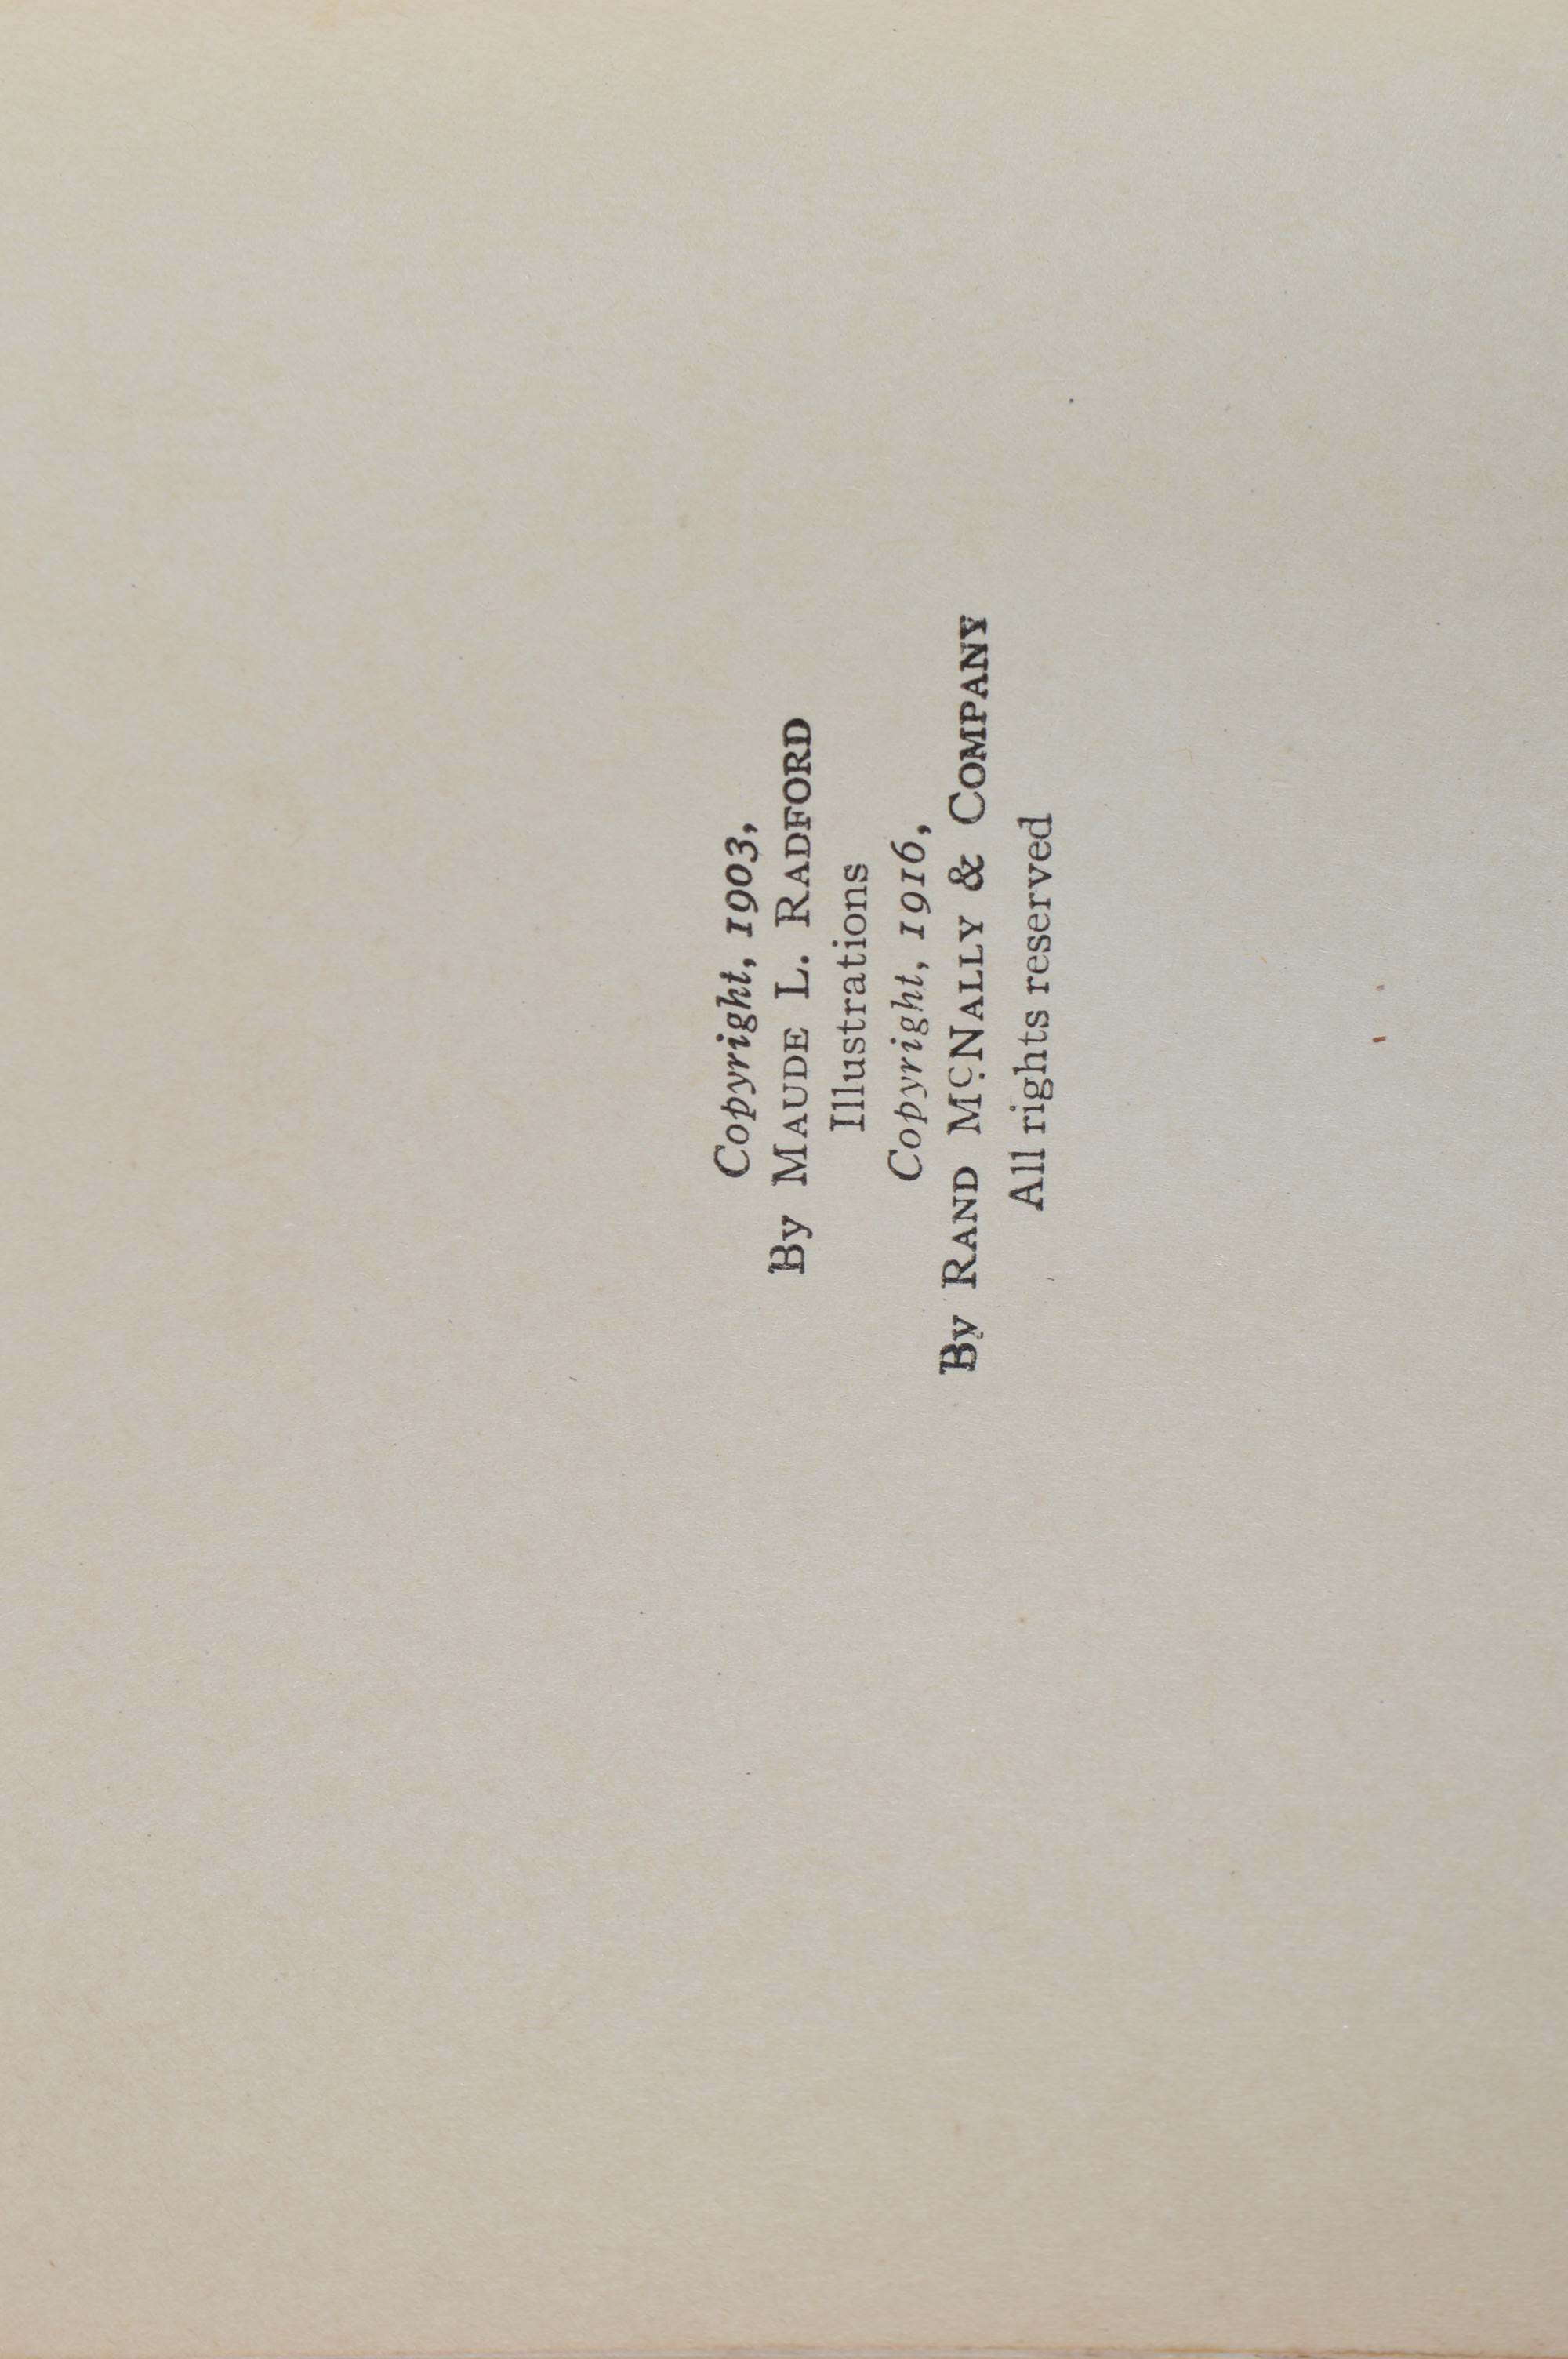 Copyright, 1903,
By MAUDE L. RADFORD
Illustrations
Copyright, 1916,
By RAND McNALLY & COMPANY
All rights reserved